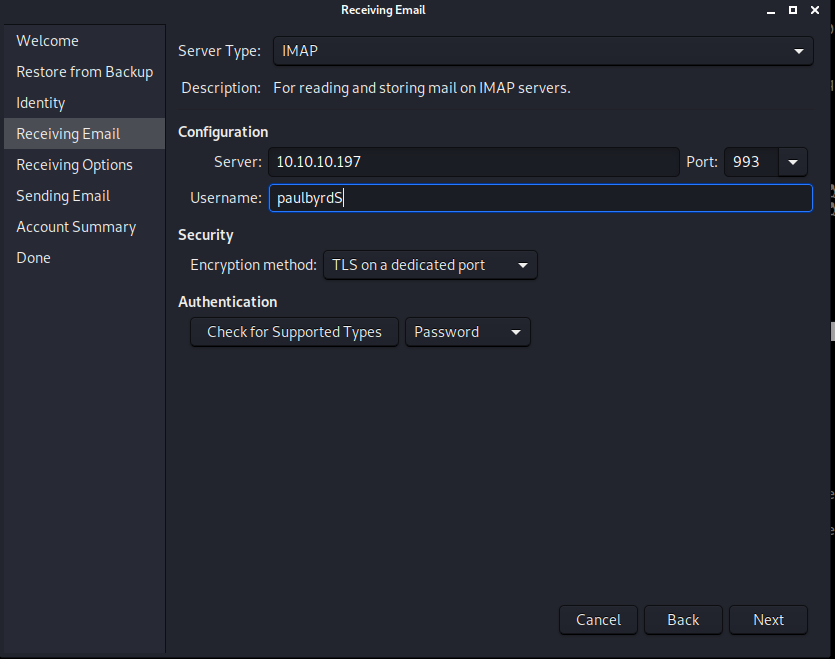 Receiving Email
Welcome
Restore from Backup
Identity
Receiving Email
Receiving Options
Sending Email
Account Summary
Done
Server Type: IMAP
Description: For reading and storing mail on IMAP servers.
Configuration
Server: 10.10.10.197 Port: 993
Username: paulbyrdS
Security
Encryption method: TLS on a dedicated port
Authentication
Check for Supported Types Password
Cancel Back Next